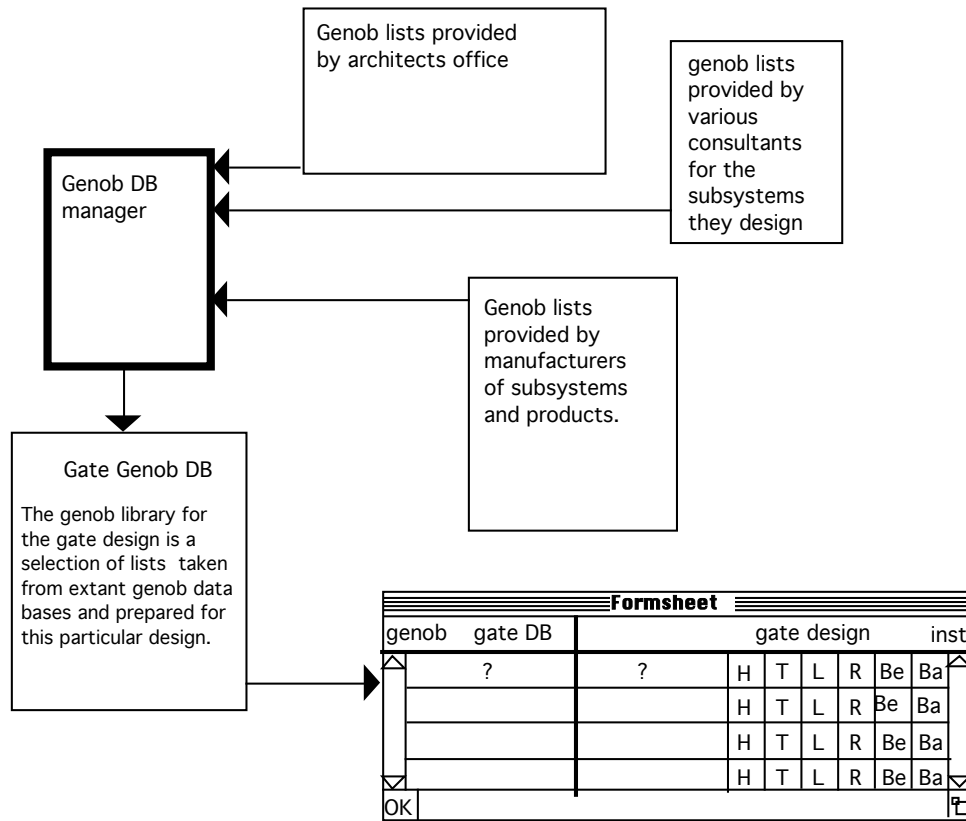 Genob lists provided
by architects office
genob lists
provided by
various
consultants
for the
subsystems
they design
Genob DB
manager
Genob lists
provided by
manufacturers
of subsystems
and products.
Gate Genob DB
The genob library for
the gate design is a
selection of lists taken
from extant genob data
bases and prepared for
this particular design.
Formsheet
genob gate DB gate design inst
? ? H T L R Be Ba
H T L R Be Ba
H T L R Be Ba
H T L R Be Ba
OK